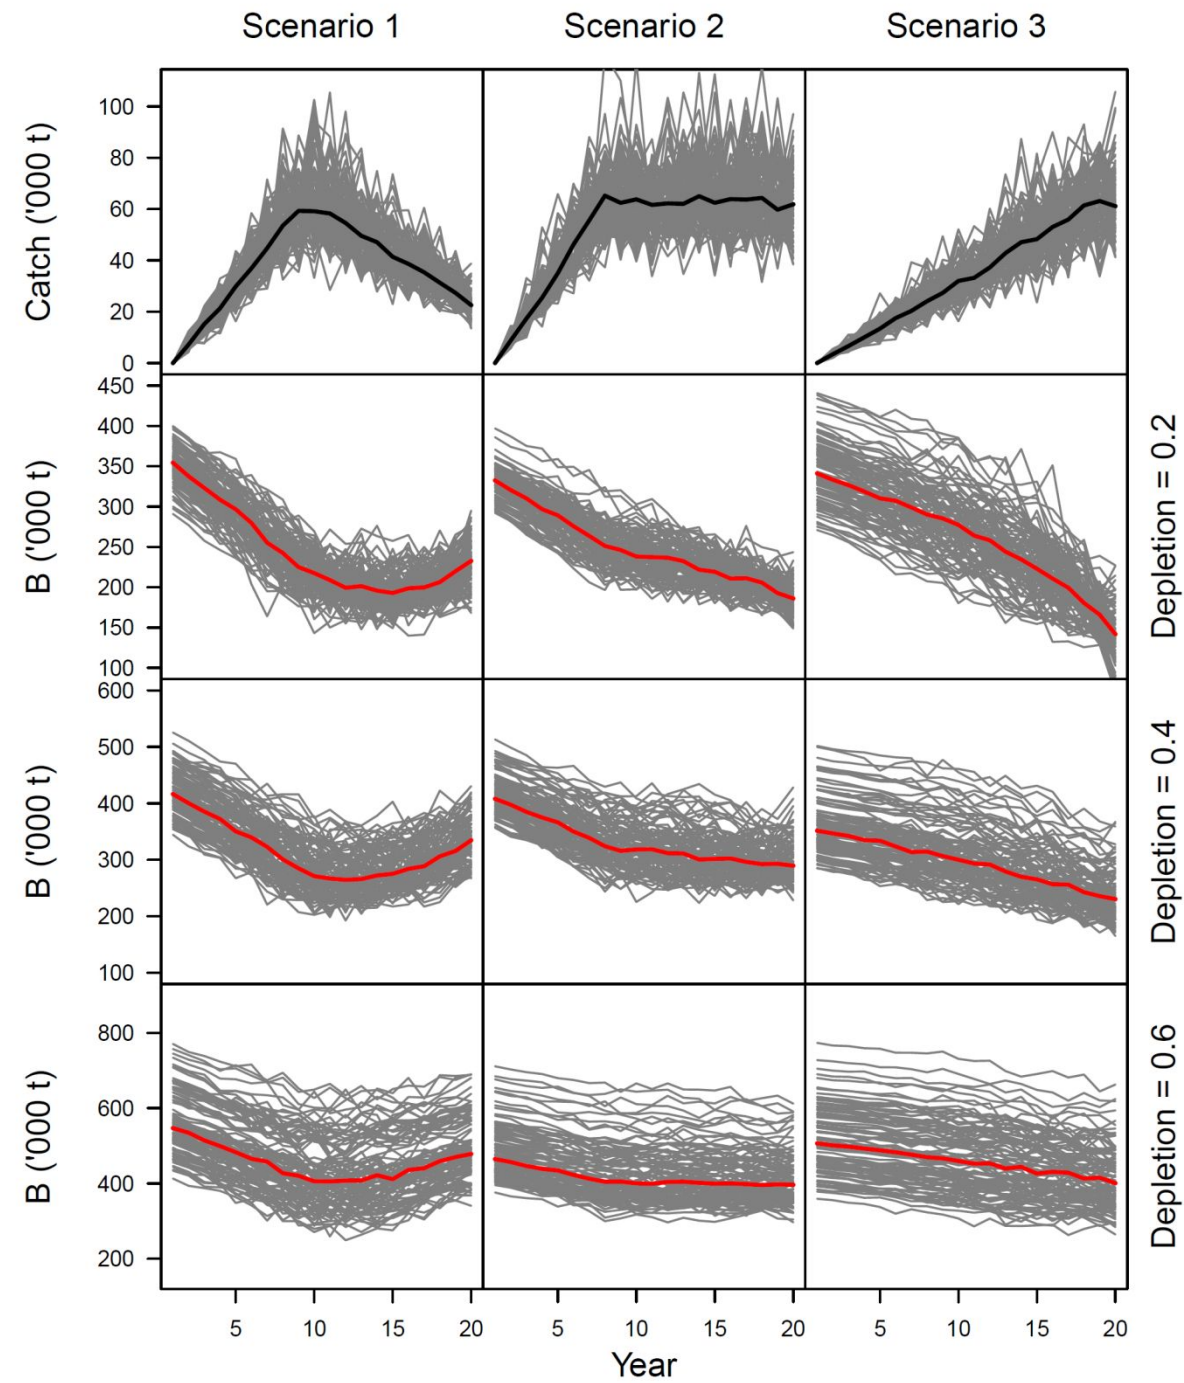 Scenario 1
Scenario 2
Scenario 3
Catch ('000 t)
100
80
60
40
20
0
B ('000 t)
450
400
350
300
250
200
150
100
Depletion = 0.2
B ('000 t)
600
500
400
300
200
100
Depletion = 0.4
B ('000 t)
800
600
400
200
Depletion = 0.6
5 10 15 20 5 10 15 20 5 10 15 20
Year